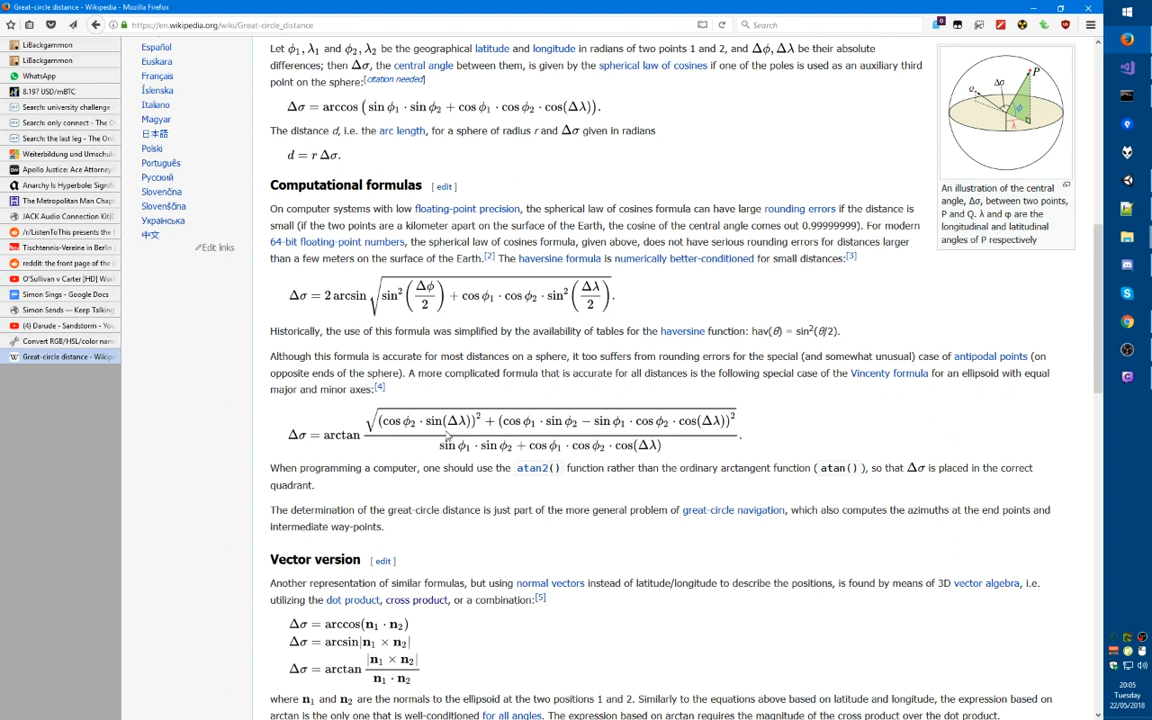 Great-circle distance - Wikipedia - Mozilla Firefox
https://en.wikipedia.org/wiki/Great-circle_distance
Search
LiBackgammon
LiBackgammon
WhatsApp
8.197 USD/mBTC
Search: university challenge -
Search: only connect - The O
Search: the last leg - The Onl
Weiterbildung und Umschulu
Apollo Justice: Ace Attorney/
Anarchy Is Hyperbole: Signifi
The Metropolitan Man Chapt
JACK Audio Connection Kit|D
/r/ListenToThis presents the
Tischtennis-Vereine in Berlin
reddit: the front page of the i
O'Sullivan v Carter [HD] Wor
Simon Sings - Google Docs
Simon Sends — Keep Talking
(4) Darude - Sandstorm - You
Convert RGB/HSL/color name
Great-circle distance - Wikipe
Español
Euskara
Français
Íslenska
Italiano
Magyar
日本語
Polski
Português
Русский
Slovenčina
Slovenščina
Українська
中文
Edit links
Let ϕ1, λ1 and ϕ2, λ2 be the geographical latitude and longitude in radians of two points 1 and 2, and Δϕ, Δλ be their absolute
differences; then Δσ, the central angle between them, is given by the spherical law of cosines if one of the poles is used as an auxiliary third
point on the sphere:[citation needed]
Δσ = arccos (sin ϕ1 · sin ϕ2 + cos ϕ1 · cos ϕ2 · cos(Δλ)).
The distance d, i.e. the arc length, for a sphere of radius r and Δσ given in radians
d = r Δσ.
Computational formulas [ edit ]
On computer systems with low floating-point precision, the spherical law of cosines formula can have large rounding errors if the distance is
small (if the two points are a kilometer apart on the surface of the Earth, the cosine of the central angle comes out 0.99999999). For modern
64-bit floating-point numbers, the spherical law of cosines formula, given above, does not have serious rounding errors for distances larger
than a few meters on the surface of the Earth.[2] The haversine formula is numerically better-conditioned for small distances:[3]
Δσ = 2 arcsin √(sin²(Δϕ/2) + cos ϕ1 · cos ϕ2 · sin²(Δλ/2)).
Historically, the use of this formula was simplified by the availability of tables for the haversine function: hav(θ) = sin²(θ/2).
Although this formula is accurate for most distances on a sphere, it too suffers from rounding errors for the special (and somewhat unusual) case of antipodal points (on
opposite ends of the sphere). A more complicated formula that is accurate for all distances is the following special case of the Vincenty formula for an ellipsoid with equal
major and minor axes:[4]
Δσ = arctan √((cos ϕ2 · sin(Δλ))² + (cos ϕ1 · sin ϕ2 − sin ϕ1 · cos ϕ2 · cos(Δλ))²)
sin ϕ1 · sin ϕ2 + cos ϕ1 · cos ϕ2 · cos(Δλ).
When programming a computer, one should use the atan2() function rather than the ordinary arctangent function (atan()), so that Δσ is placed in the correct
quadrant.
The determination of the great-circle distance is just part of the more general problem of great-circle navigation, which also computes the azimuths at the end points and
intermediate way-points.
Vector version [ edit ]
Another representation of similar formulas, but using normal vectors instead of latitude/longitude to describe the positions, is found by means of 3D vector algebra, i.e.
utilizing the dot product, cross product, or a combination:[5]
Δσ = arccos(n1 · n2)
Δσ = arcsin|n1 × n2|
Δσ = arctan |n1 × n2|
n1 · n2
where n1 and n2 are the normals to the ellipsoid at the two positions 1 and 2. Similarly to the equations above based on latitude and longitude, the expression based on
arctan is the only one that is well-conditioned for all angles. The expression based on arctan requires the magnitude of the cross product over the dot product.
P
Q
Δσ
ϕ
λ
An illustration of the central
angle, Δσ, between two points,
P and Q. λ and φ are the
longitudinal and latitudinal
angles of P respectively
20:05
Tuesday
22/05/2018